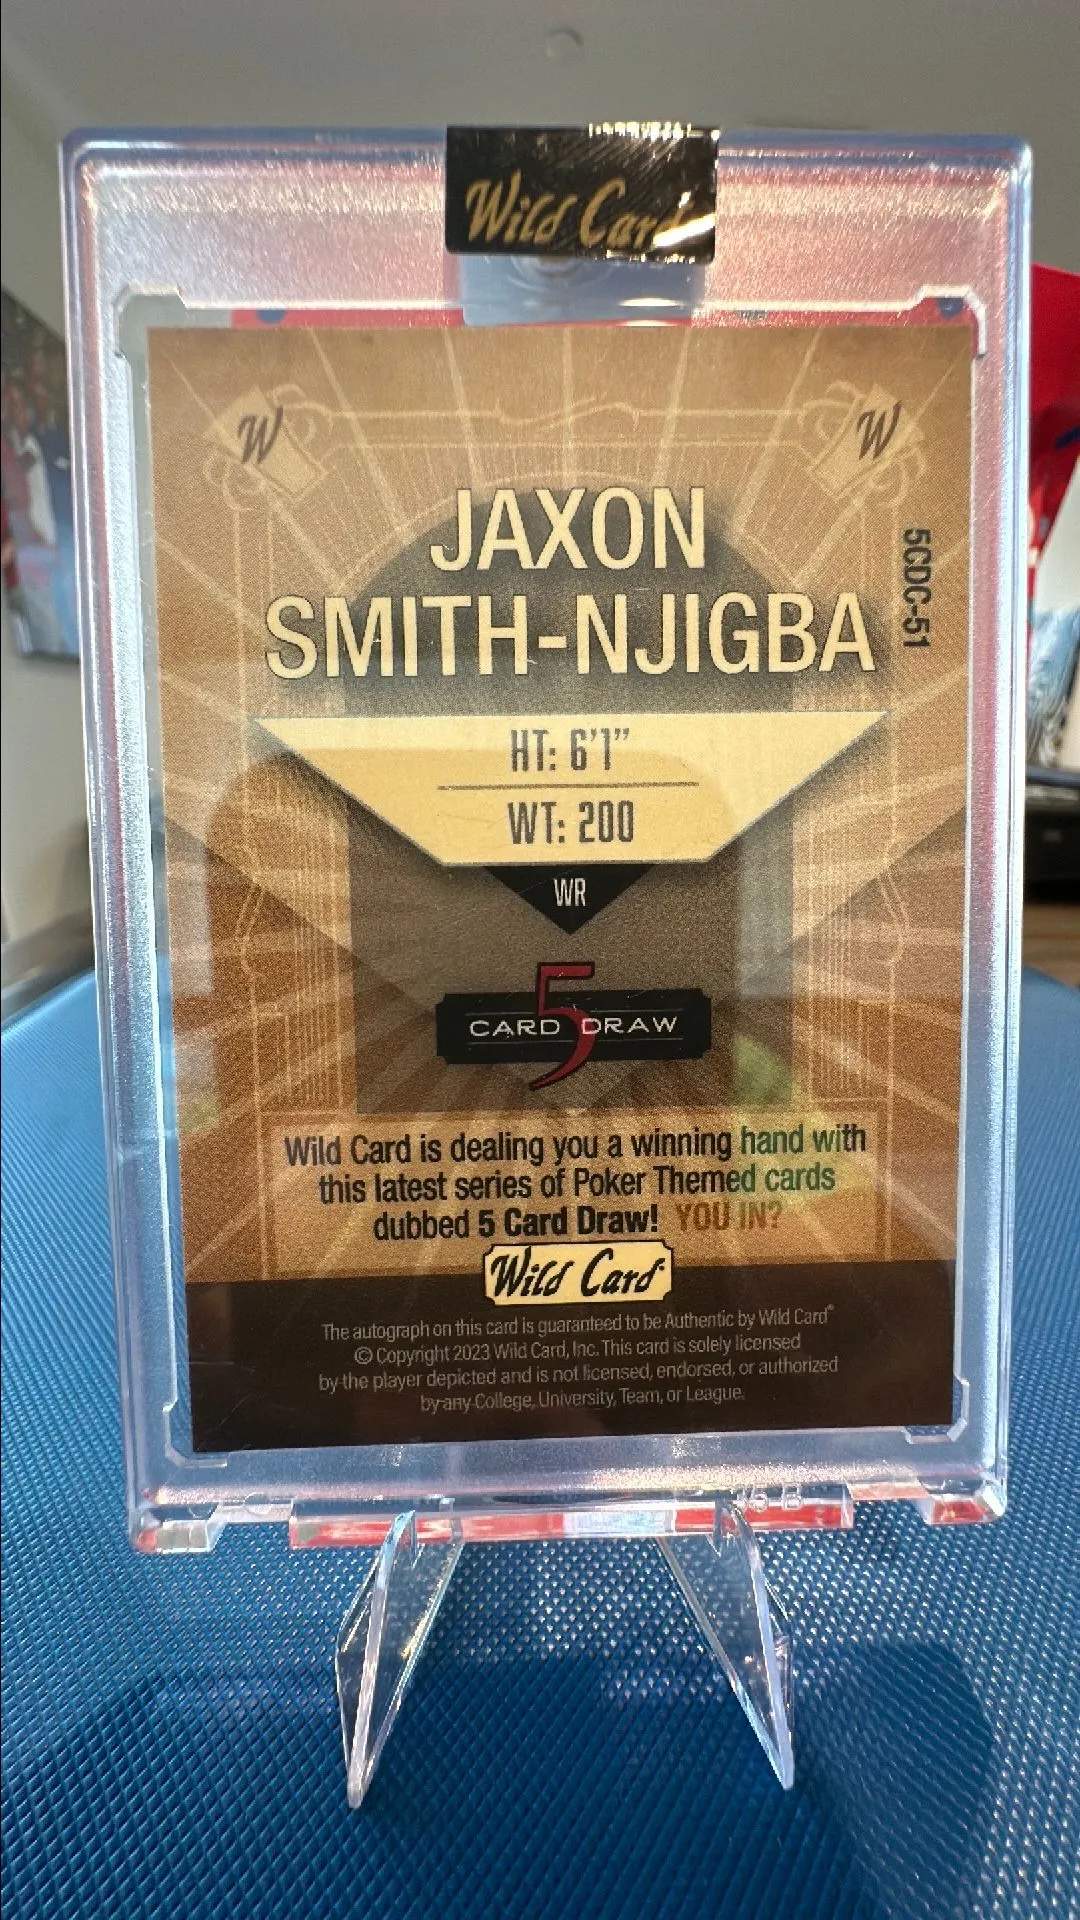 Wild Card
W W
JAXON
SMITH-NJIGBA
5CDC-51
HT: 6'1"
WT: 200
WR
5
CARD DRAW
Wild Card is dealing you a winning hand with
this latest series of Poker Themed cards
dubbed 5 Card Draw! YOU IN?
Wild Card
The autograph on this card is guaranteed to be Authentic by Wild Card®
© Copyright 2023 Wild Card, Inc. This card is solely licensed
by the player depicted and is not licensed, endorsed, or authorized
by any College, University, Team, or League.